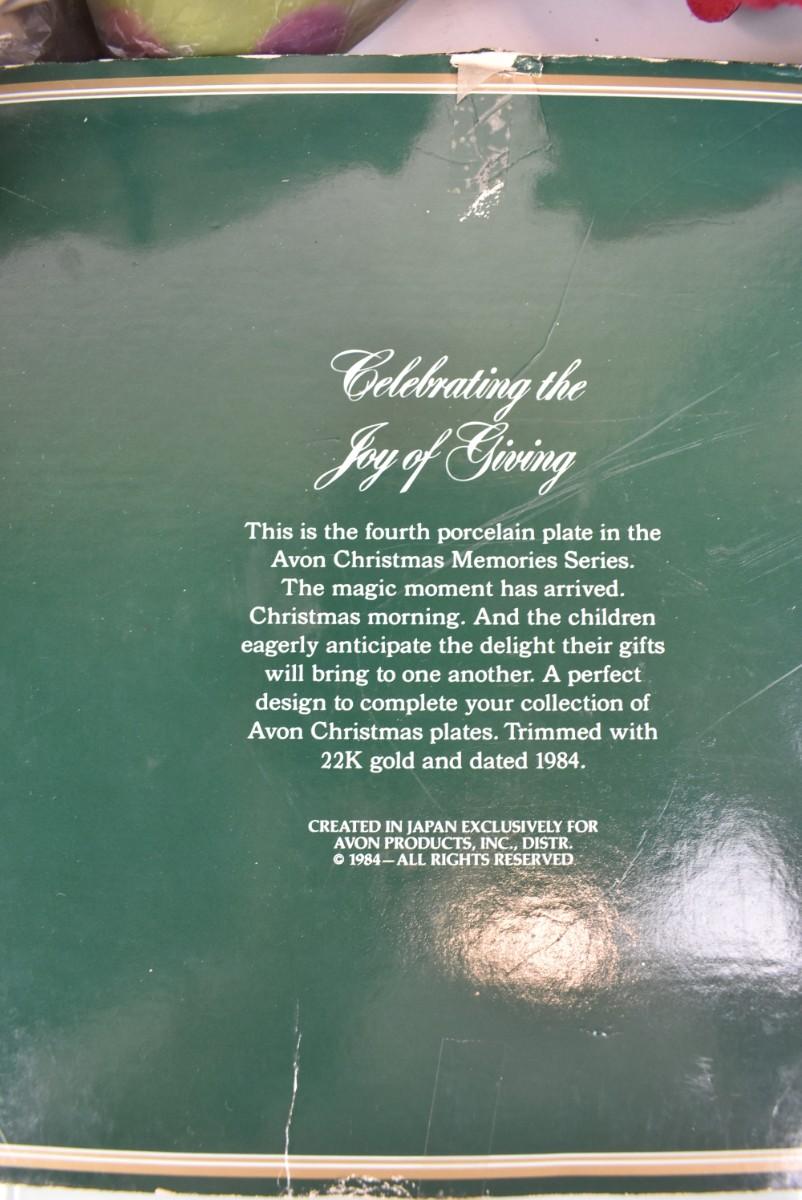 Celebrating the
Joy of Giving
This is the fourth porcelain plate in the
Avon Christmas Memories Series.
The magic moment has arrived.
Christmas morning. And the children
eagerly anticipate the delight their gifts
will bring to one another. A perfect
design to complete your collection of
Avon Christmas plates. Trimmed with
22K gold and dated 1984.
CREATED IN JAPAN EXCLUSIVELY FOR
AVON PRODUCTS, INC., DISTR.
© 1984—ALL RIGHTS RESERVED